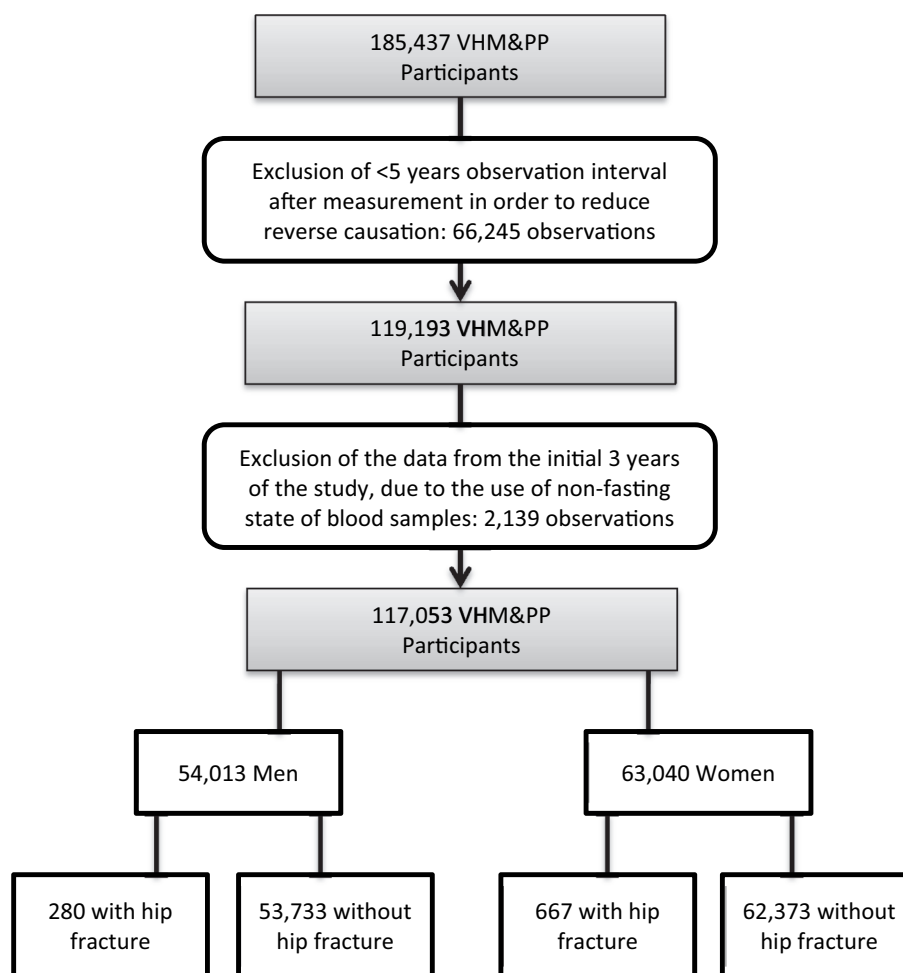 185,437 VHM&PP
Participants
Exclusion of <5 years observation interval
after measurement in order to reduce
reverse causation: 66,245 observations
119,193 VHM&PP
Participants
Exclusion of the data from the initial 3 years
of the study, due to the use of non-fasting
state of blood samples: 2,139 observations
117,053 VHM&PP
Participants
54,013 Men
63,040 Women
280 with hip
fracture
53,733 without
hip fracture
667 with hip
fracture
62,373 without
hip fracture